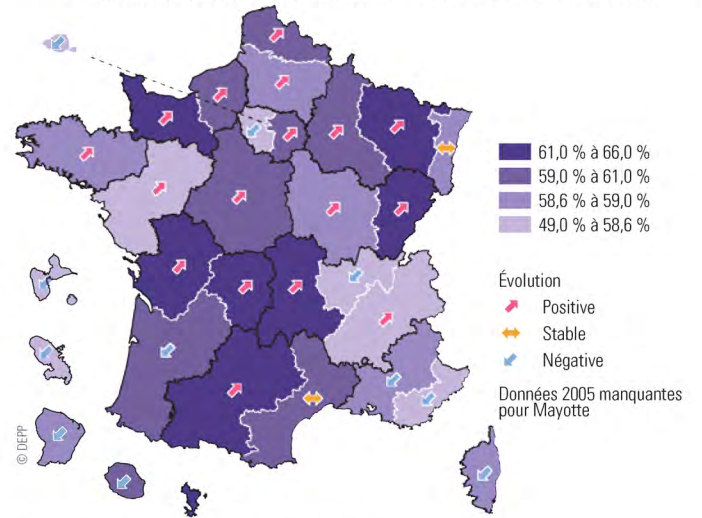 61,0 % à 66,0 %
59,0 % à 61,0 %
58,6 % à 59,0 %
49,0 % à 58,6 %
Évolution
Positive
Stable
Négative
Données 2005 manquantes
pour Mayotte
© DEPP